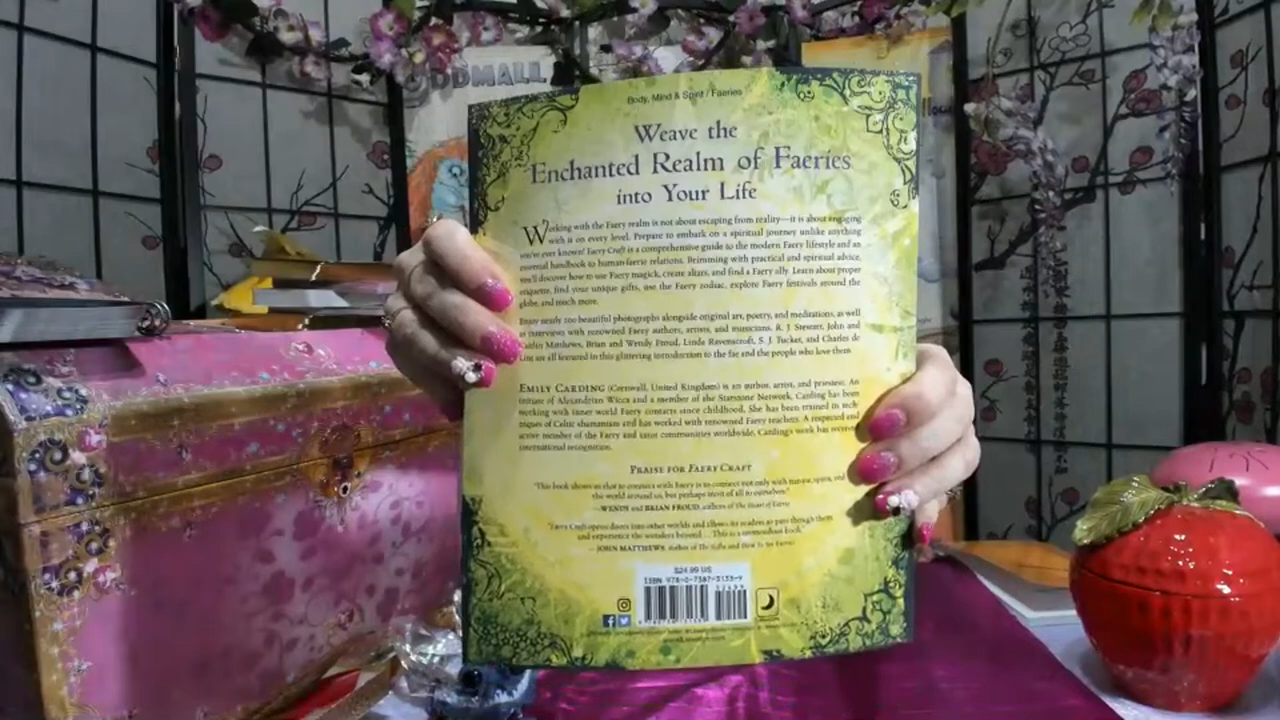 ODDMALL
Body, Mind & Spirit / Faeries
Weave the
Enchanted Realm of Faeries
into Your Life
Working with the Faery realm is not about escaping from reality—it is about engaging
with it on every level. Prepare to embark on a spiritual journey unlike anything
you've ever known! Faery Craft is a comprehensive guide to the modern Faery lifestyle and an
essential handbook to human-faerie relations. Brimming with practical and spiritual advice,
you'll discover how to use Faery magick, create altars, and find a Faery ally. Learn about proper
etiquette, find your unique gifts, use the Faery zodiac, explore Faery festivals around the
globe, and much more.
Enjoy nearly 200 beautiful photographs alongside original art, poetry, and meditations, as well
as interviews with renowned Faery authors, artists, and musicians. R. J. Stewart, John and
Caitlín Matthews, Brian and Wendy Froud, Linda Ravenscroft, S. J. Tucker, and Charles de
Lint are all featured in this glittering introduction to the fae and the people who love them.
EMILY CARDING (Cornwall, United Kingdom) is an author, artist, and priestess. An
initiate of Alexandrian Wicca and a member of the Starstone Network, Carding has been
working with inner world Faery contacts since childhood. She has been trained in tech-
niques of Celtic shamanism and has worked with renowned Faery teachers. A respected and
active member of the Faery and tarot communities worldwide, Carding's work has received
international recognition.
PRAISE FOR FAERY CRAFT
"This book shows us that to connect with Faery is to connect not only with nature, spirit, and
the world around us, but perhaps most of all to ourselves."
—WENDY and BRIAN FROUD, authors of The Heart of Faerie
"Faery Craft opens doors into other worlds and allows its readers to pass through them
and experience the wonders beyond ... This is a tremendous book."
—JOHN MATTHEWS, author of The Sidhe and How to See Faeries
$24.99 US
ISBN 978-0-7387-3133-9
52499